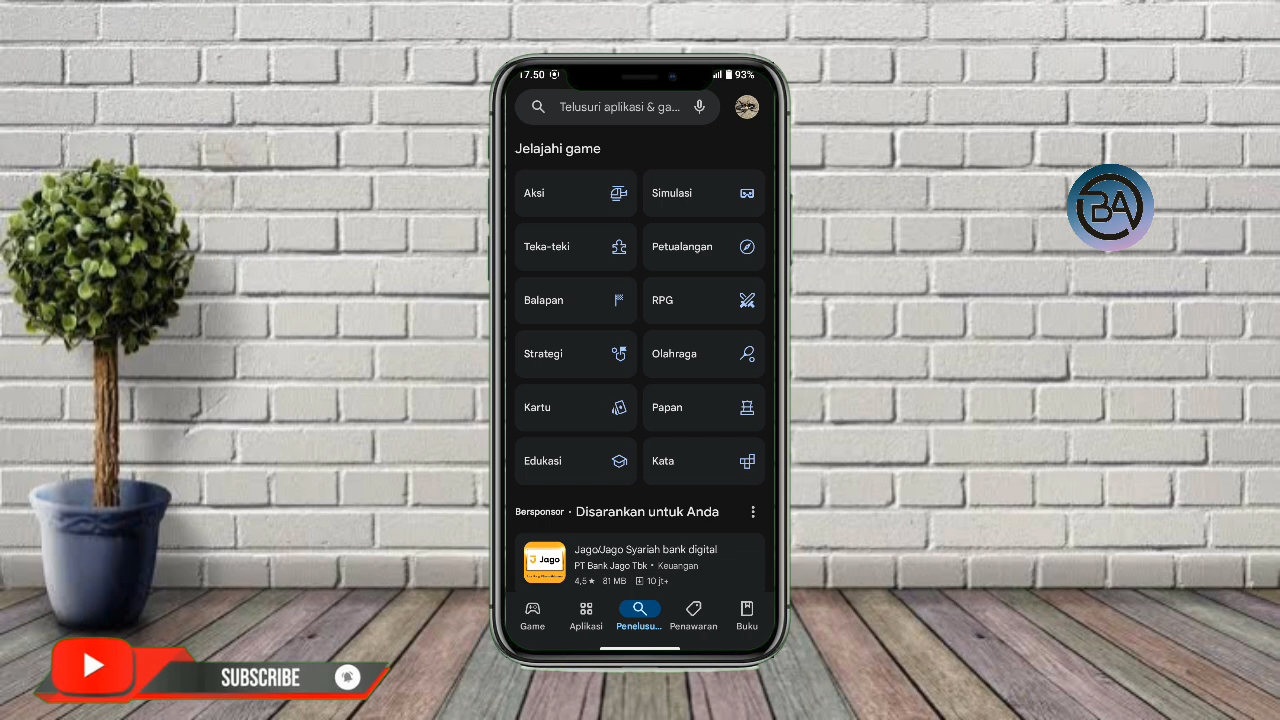 17.50
93%
Telusuri aplikasi & ga...
Jelajahi game
Aksi
Simulasi
Teka-teki
Petualangan
Balapan
RPG
Strategi
Olahraga
Kartu
Papan
Edukasi
Kata
Bersponsor • Disarankan untuk Anda
Jago
Jago/Jago Syariah bank digital
PT Bank Jago Tbk • Keuangan
4,5★ 81 MB 10 jt+
Game
Aplikasi
Penelusu...
Penawaran
Buku
BA
SUBSCRIBE